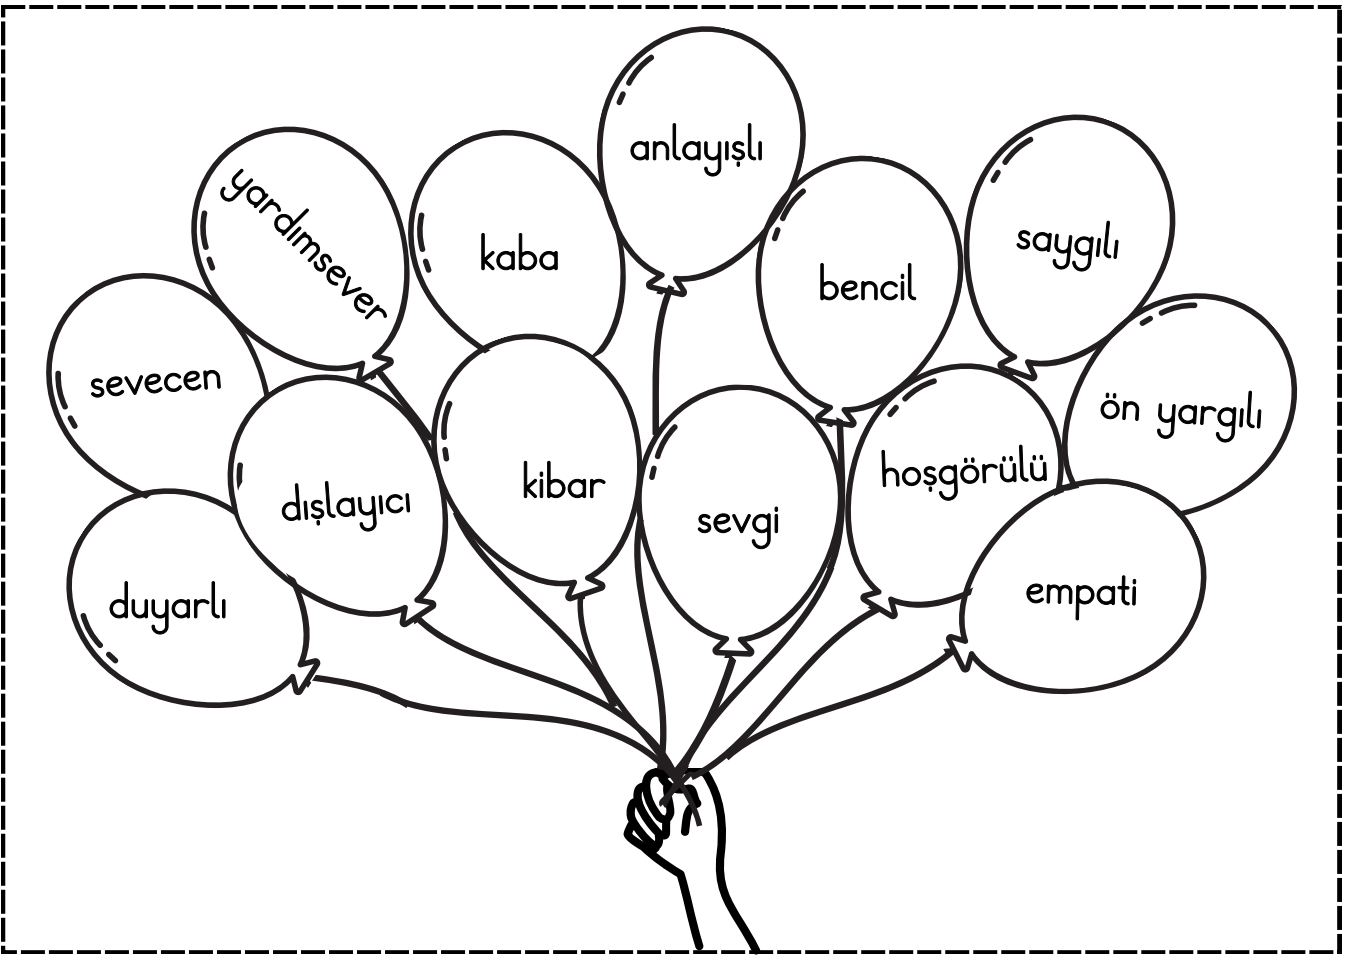 anlayışlı
yardımsever
kaba
bencil
saygılı
sevecen
ön yargılı
dışlayıcı
kibar
sevgi
hoşgörülü
duyarlı
empati